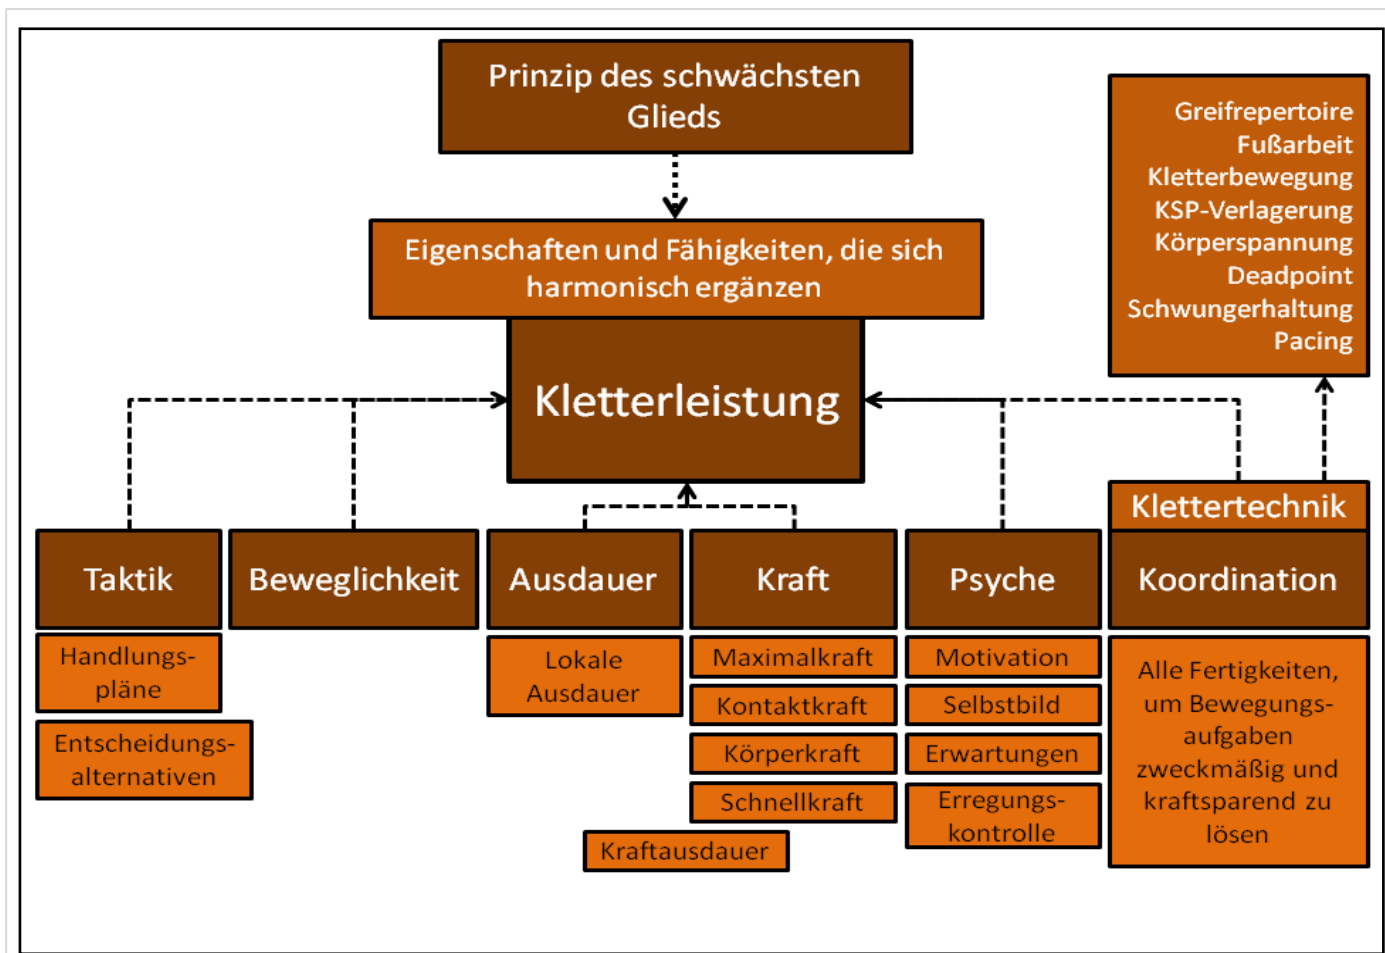 Prinzip des schwächsten
Glieds
Greifrepertoire
Fußarbeit
Kletterbewegung
KSP-Verlagerung
Körperspannung
Deadpoint
Schwungerhaltung
Pacing
Eigenschaften und Fähigkeiten, die sich
harmonisch ergänzen
Kletterleistung
Taktik
Handlungs-
pläne
Entscheidungs-
alternativen
Beweglichkeit
Ausdauer
Lokale
Ausdauer
Kraft
Maximalkraft
Kontaktkraft
Körperkraft
Schnellkraft
Kraftausdauer
Psyche
Motivation
Selbstbild
Erwartungen
Erregungs-
kontrolle
Klettertechnik
Koordination
Alle Fertigkeiten,
um Bewegungs-
aufgaben
zweckmäßig und
kraftsparend zu
lösen